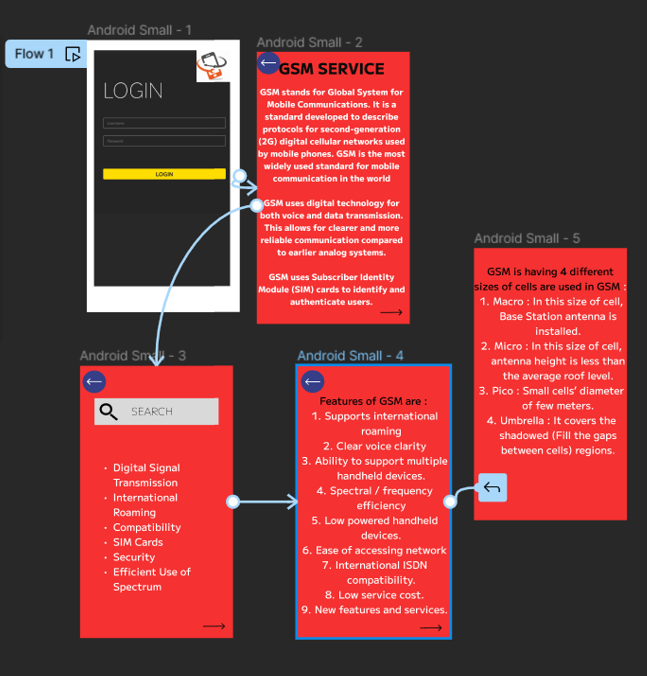 Android Small - 1
Flow 1
LOGIN
Username
Password
LOGIN
Android Small - 2
GSM SERVICE
GSM stands for Global System for
Mobile Communications. It is a
standard developed to describe
protocols for second-generation
(2G) digital cellular networks used
by mobile phones. GSM is the most
widely used standard for mobile
communication in the world
GSM uses digital technology for
both voice and data transmission.
This allows for clearer and more
reliable communication compared
to earlier analog systems.
GSM uses Subscriber Identity
Module (SIM) cards to identify and
authenticate users.
Android Small - 3
SEARCH
• Digital Signal
Transmission
• International
Roaming
• Compatibility
• SIM Cards
• Security
• Efficient Use of
Spectrum
Android Small - 4
Features of GSM are :
1. Supports international
roaming
2. Clear voice clarity
3. Ability to support multiple
handheld devices.
4. Spectral / frequency
efficiency
5. Low powered handheld
devices.
6. Ease of accessing network
7. International ISDN
compatibility.
8. Low service cost.
9. New features and services.
Android Small - 5
GSM is having 4 different
sizes of cells are used in GSM :
1. Macro : In this size of cell,
Base Station antenna is
installed.
2. Micro : In this size of cell,
antenna height is less than
the average roof level.
3. Pico : Small cells’ diameter
of few meters.
4. Umbrella : It covers the
shadowed (Fill the gaps
between cells) regions.